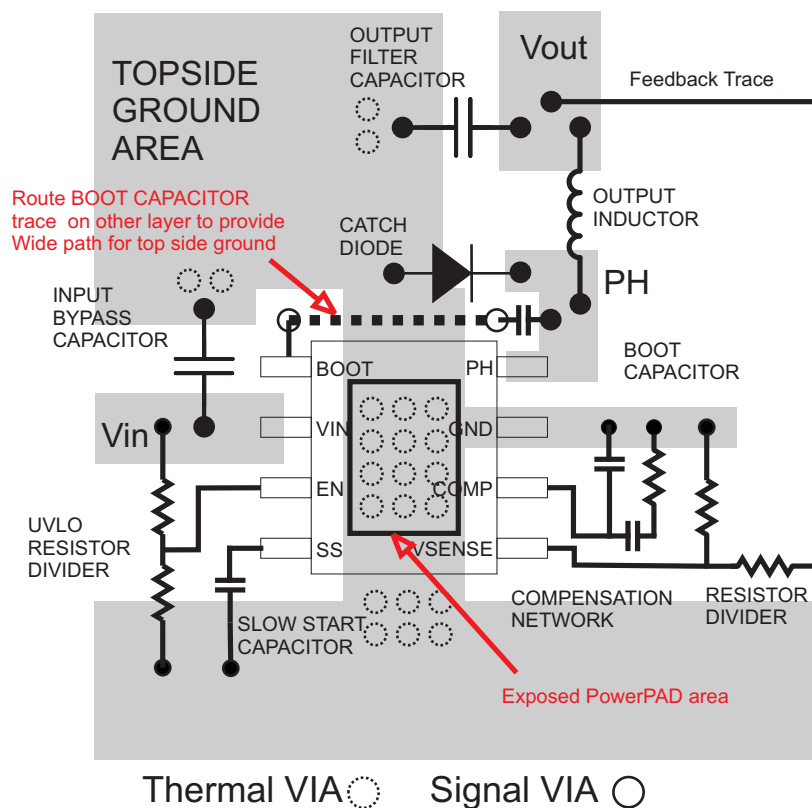 OUTPUT
FILTER
CAPACITOR
Vout
TOPSIDE
GROUND
AREA
Feedback Trace
Route BOOT CAPACITOR
trace on other layer to provide
Wide path for top side ground
OUTPUT
INDUCTOR
CATCH
DIODE
PH
INPUT
BYPASS
CAPACITOR
BOOT
CAPACITOR
BOOT
PH
Vin
VIN
GND
EN
COMP
UVLO
RESISTOR
DIVIDER
SS
VSENSE
SLOW START
CAPACITOR
COMPENSATION
NETWORK
RESISTOR
DIVIDER
Exposed PowerPAD area
Thermal VIA
Signal VIA